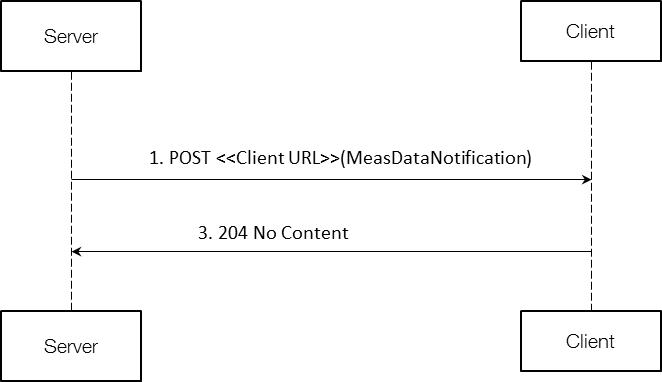 Server
Client
1. POST <<Client URL>>(MeasDataNotification)
3. 204 No Content
Server
Client